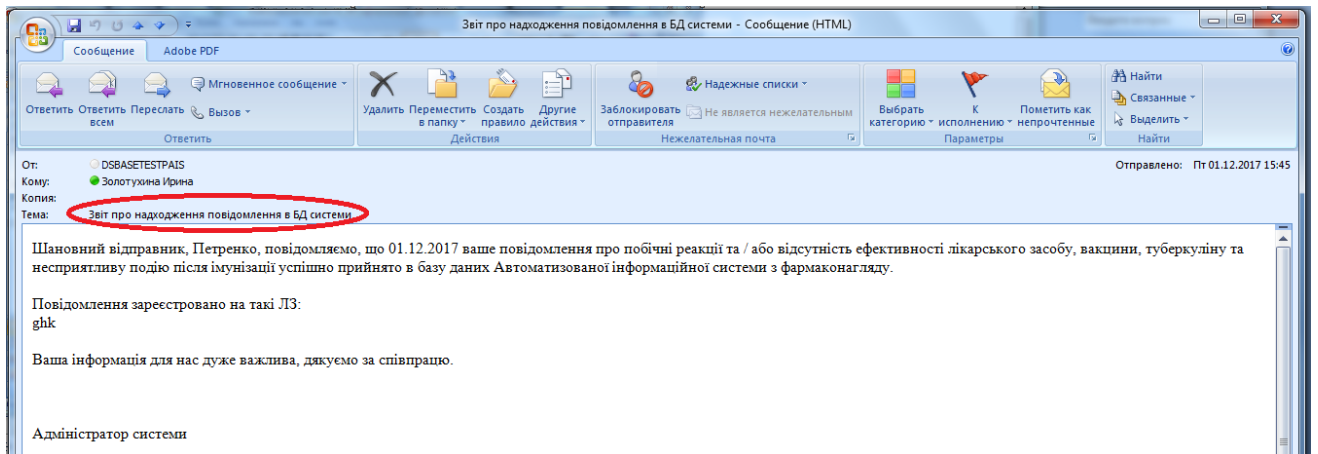 Звіт про надходження повідомлення в БД системи - Сообщение (HTML)
Сообщение Adobe PDF
Ответить Ответить всем Переслать Мгновенное сообщение Вызов
Удалить Переместить в папку Создать правило Другие действия
Заблокировать отправителя Надежные списки Не является нежелательным
Выбрать категорию К исполнению Пометить как непрочтенные
Найти Связанные Выделить
Ответить Действия Нежелательная почта Параметры Найти
От: DSBASETESTPAIS Отправлено: Пт 01.12.2017 15:45
Кому: Золотухина Ирина
Копия:
Тема: Звіт про надходження повідомлення в БД системи
Шановний відправник, Петренко, повідомляємо, що 01.12.2017 ваше повідомлення про побічні реакції та / або відсутність ефективності лікарського засобу, вакцини, туберкуліну та
несприятливу подію після імунізації успішно прийнято в базу даних Автоматизованої інформаційної системи з фармаконагляду.
Повідомлення зареєстровано на такі ЛЗ:
ghk
Ваша інформація для нас дуже важлива, дякуємо за співпрацю.
Адміністратор системи